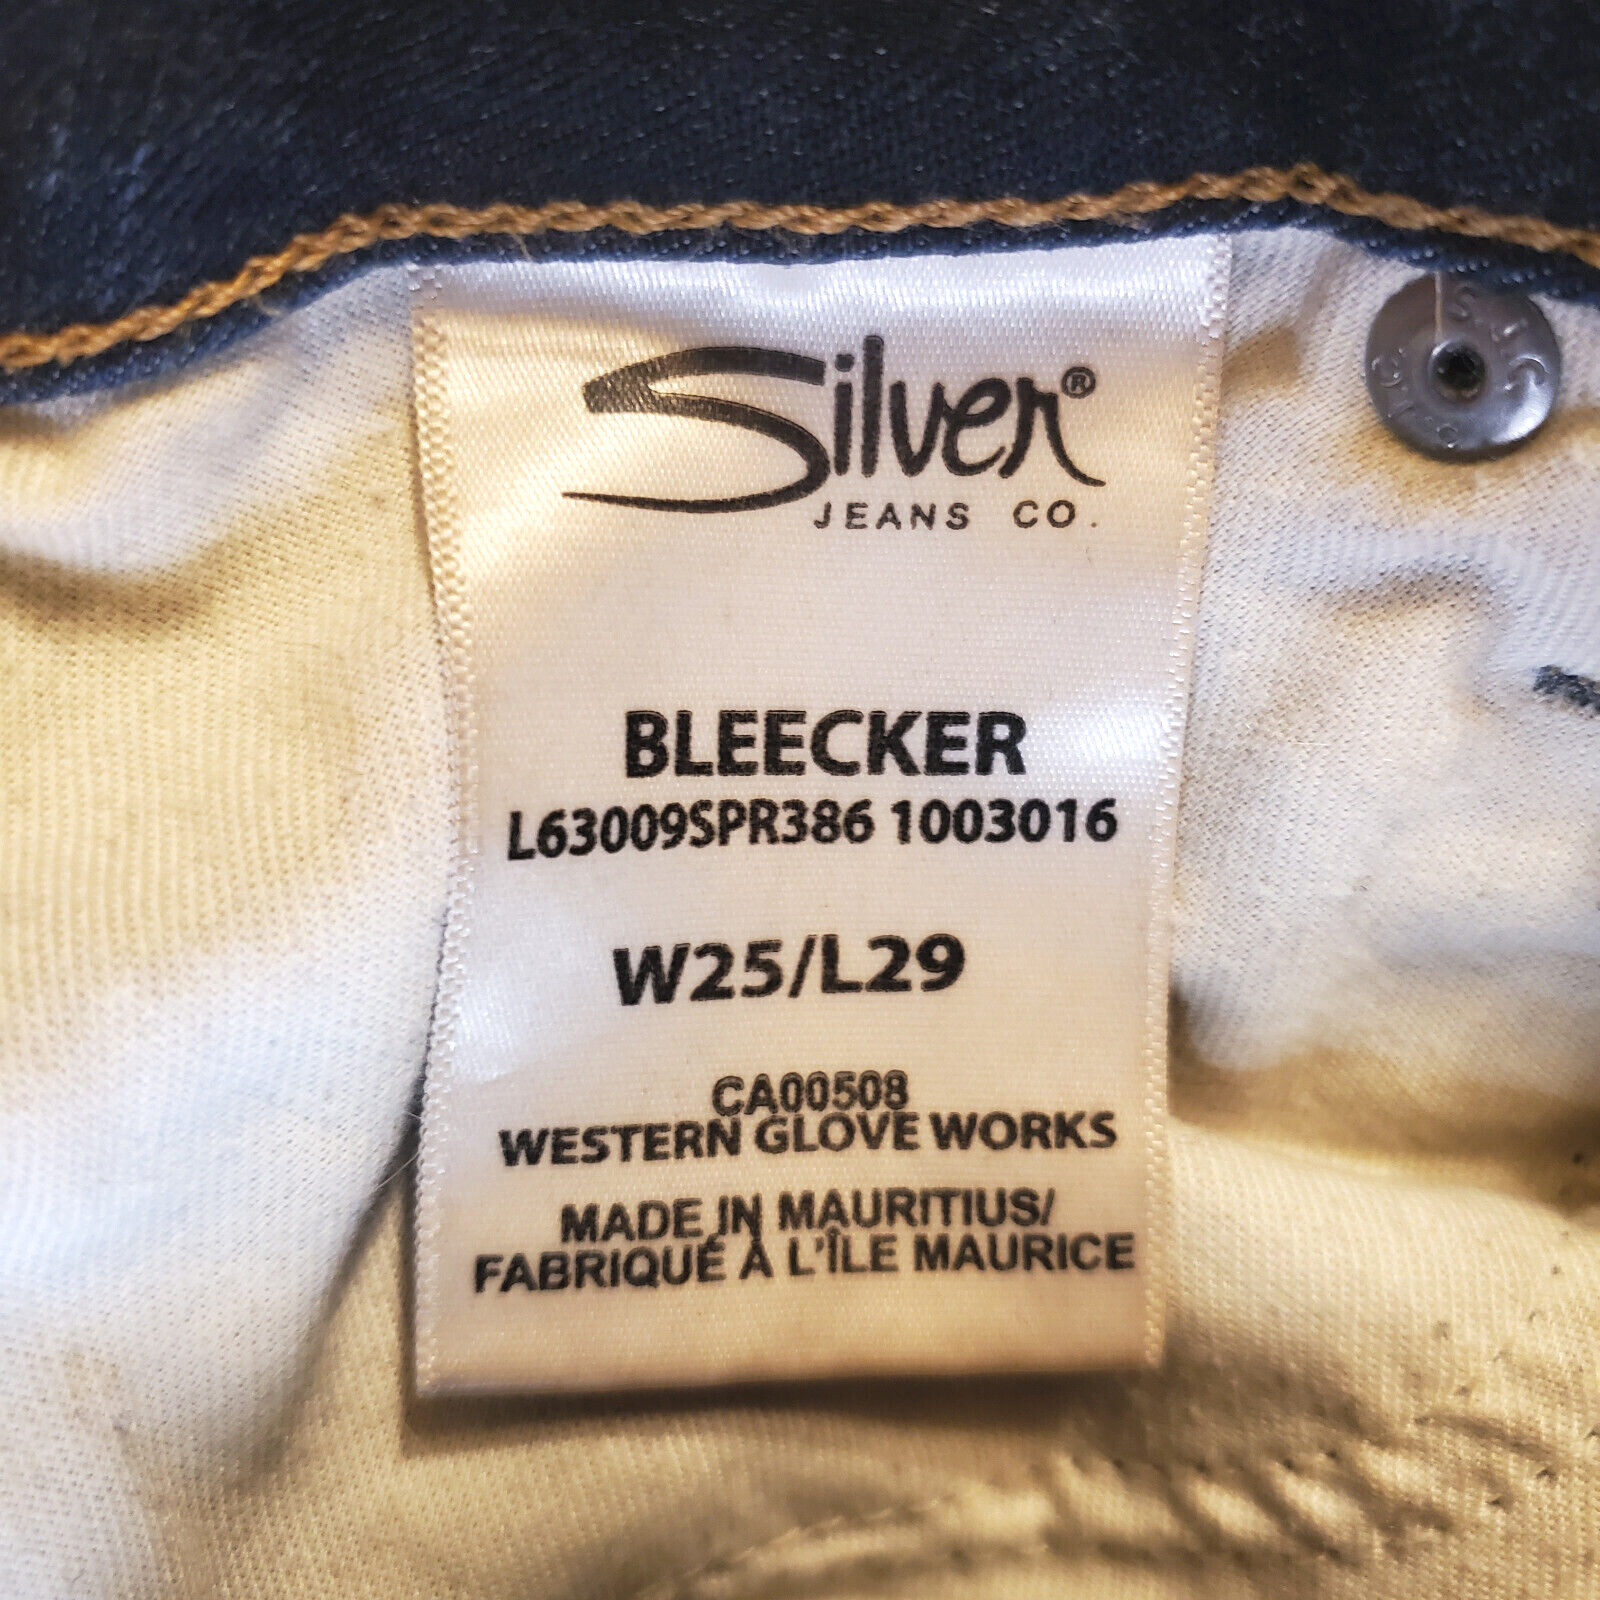 Silver®
JEANS CO.
BLEECKER
L63009SPR386 1003016
W25/L29
CA00508
WESTERN GLOVE WORKS
MADE IN MAURITIUS/
FABRIQUÉ À L'ÎLE MAURICE